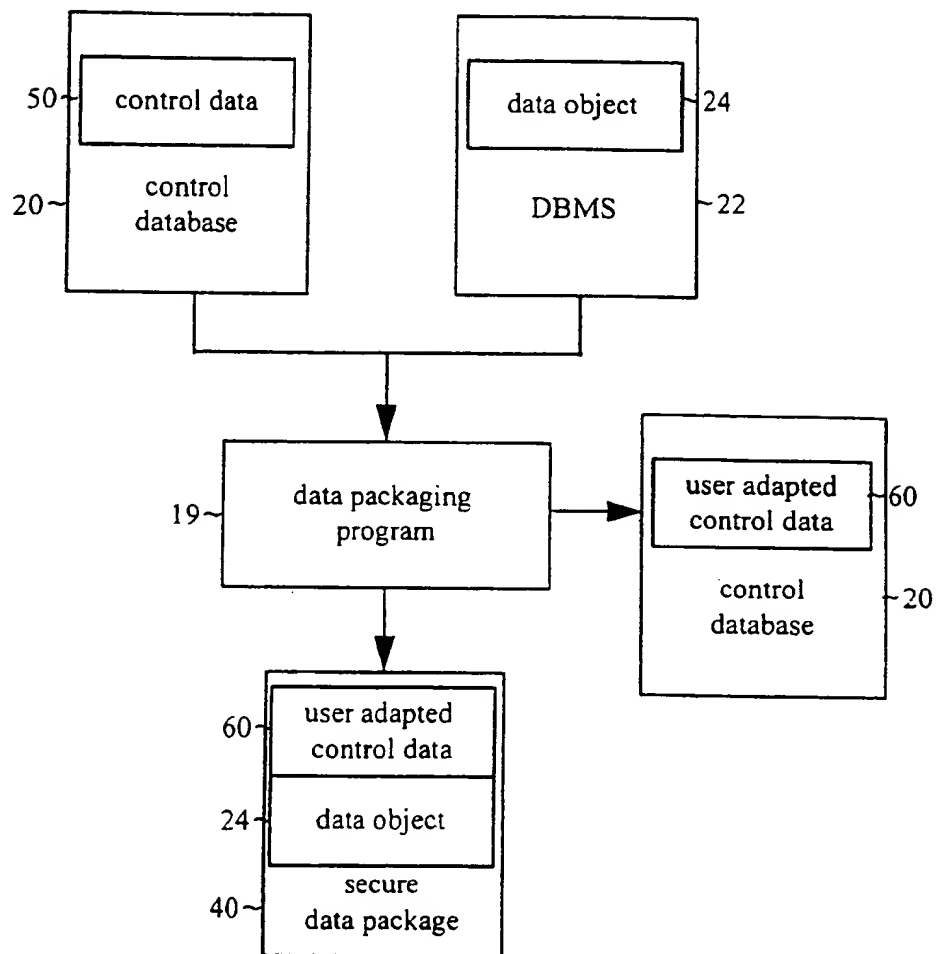 50
control data
20
control
database
data object
24
DBMS
22
19
data packaging
program
user adapted
control data
60
control
database
20
60
user adapted
control data
24
data object
40
secure
data package